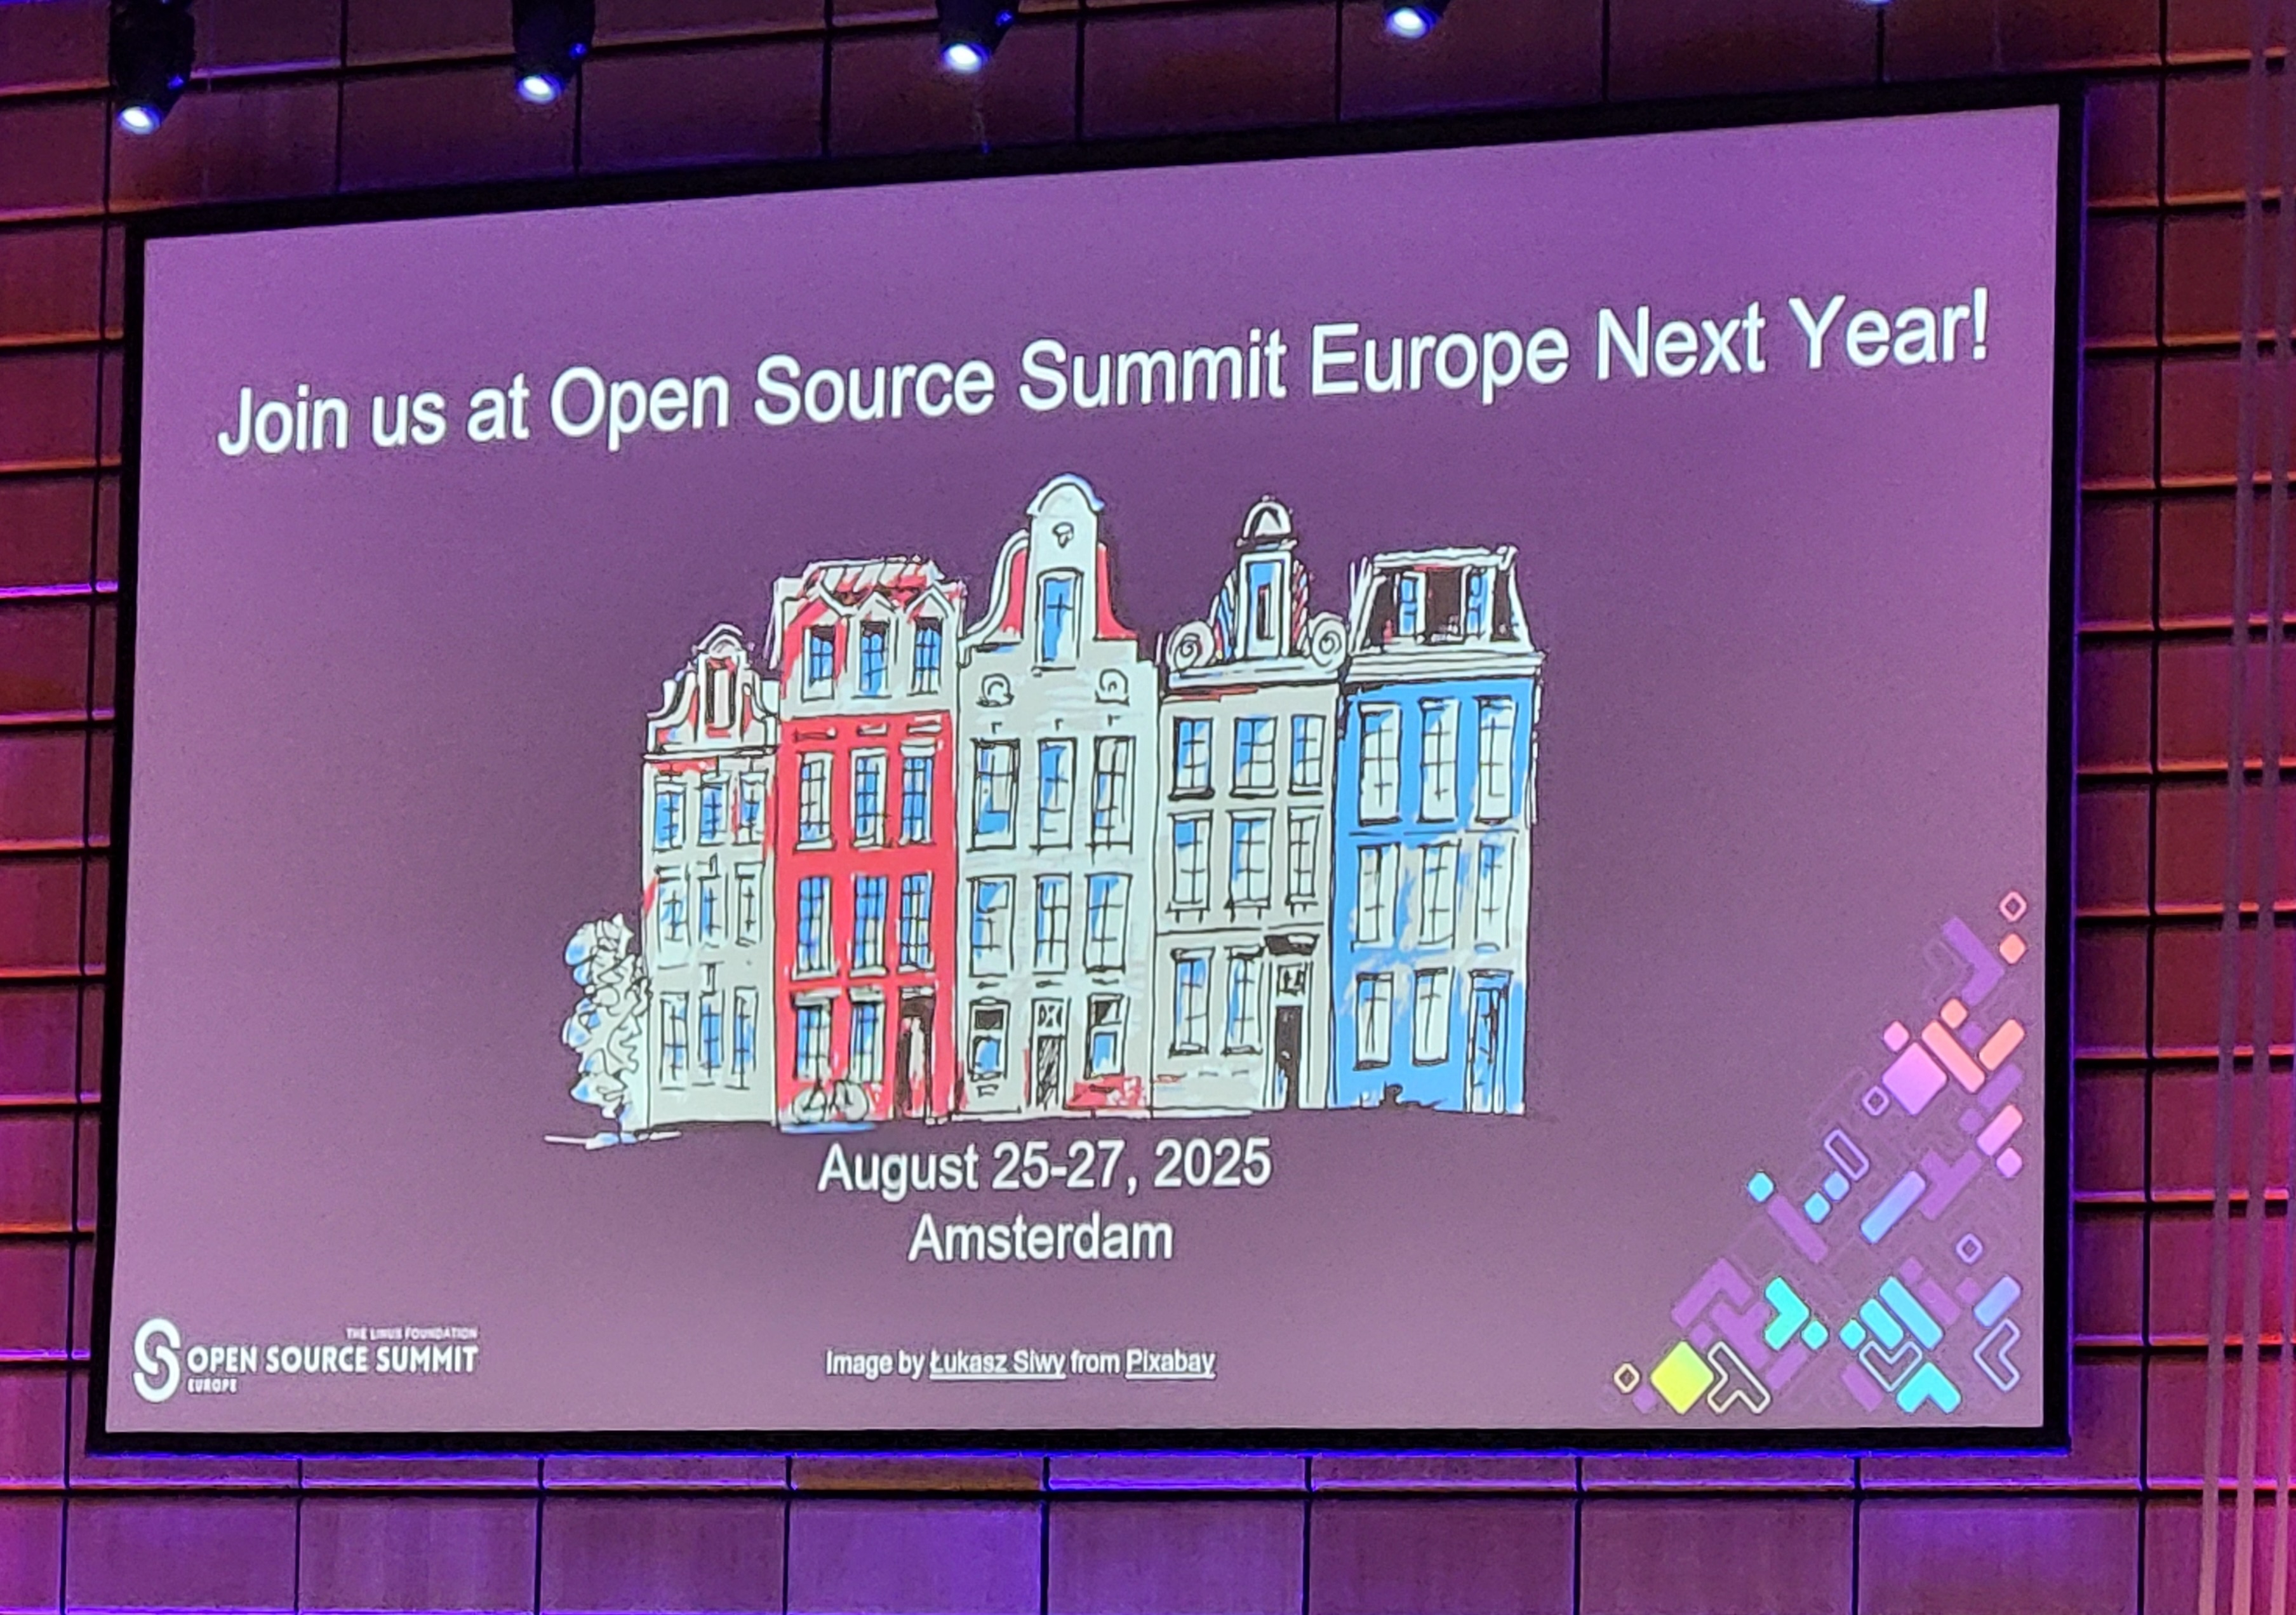 Join us at Open Source Summit Europe Next Year!
August 25-27, 2025
Amsterdam
THE LINUX FOUNDATION
OPEN SOURCE SUMMIT
EUROPE
Image by Łukasz Siwy from Pixabay